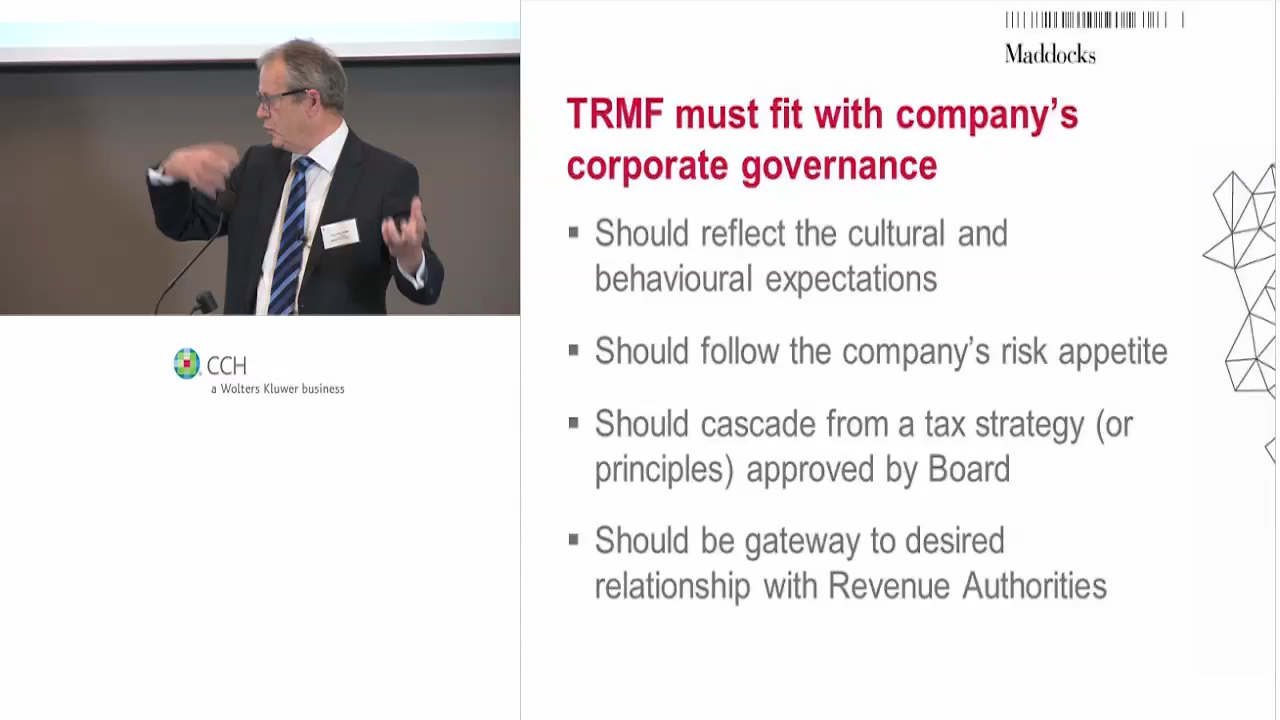 Maddocks
TRMF must fit with company's
corporate governance
▪ Should reflect the cultural and
behavioural expectations
▪ Should follow the company's risk appetite
▪ Should cascade from a tax strategy (or
principles) approved by Board
▪ Should be gateway to desired
relationship with Revenue Authorities
CCH
a Wolters Kluwer business